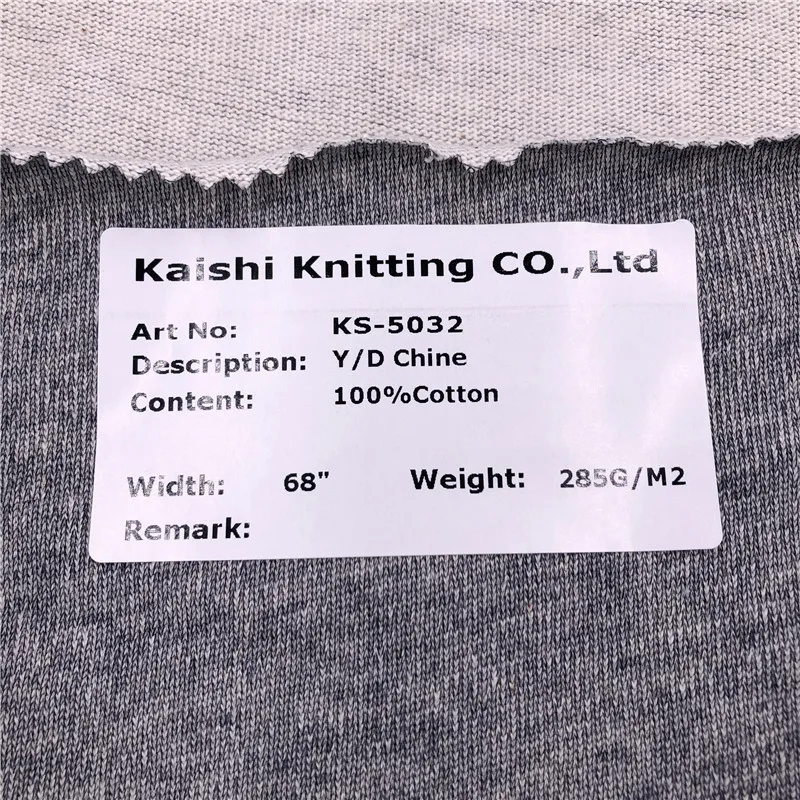 Kaishi Knitting CO.,Ltd
Art No: KS-5032
Description: Y/D Chine
Content: 100%Cotton
Width: 68" Weight: 285G/M2
Remark: